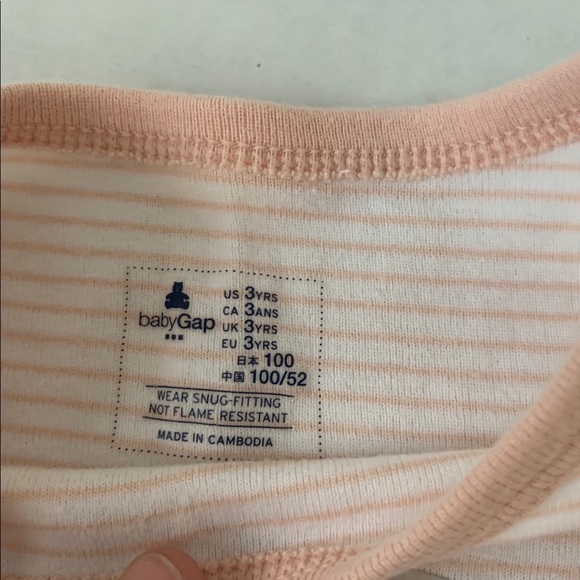 babyGap
US 3YRS
CA 3ANS
UK 3YRS
EU 3YRS
日本 100
中国 100/52
WEAR SNUG-FITTING
NOT FLAME RESISTANT
MADE IN CAMBODIA